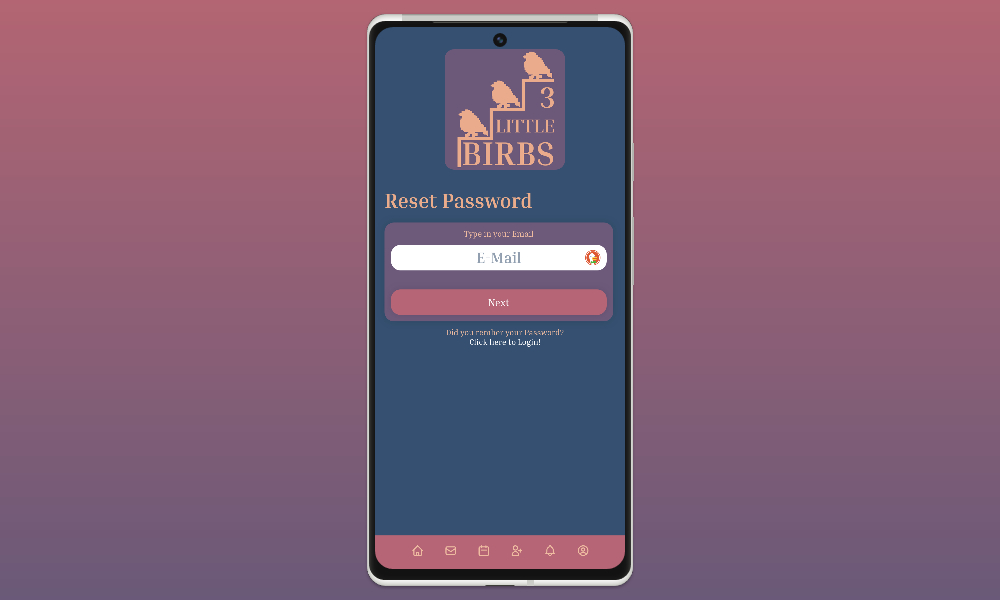 3
LITTLE
BIRBS
Reset Password
Type in your Email
E-Mail
Next
Did you rember your Password?
Click here to Login!